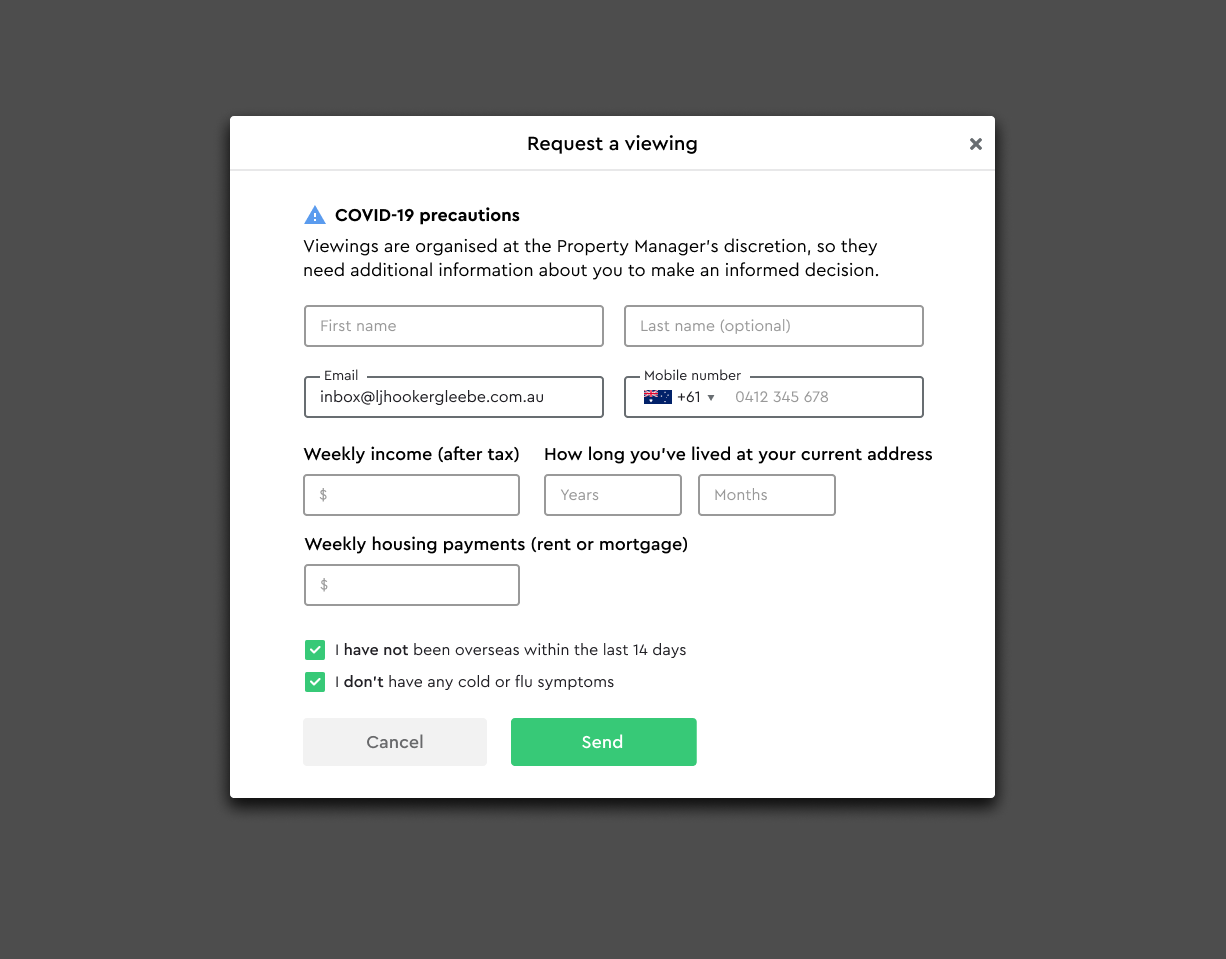 Request a viewing
COVID-19 precautions
Viewings are organised at the Property Manager's discretion, so they
need additional information about you to make an informed decision.
First name
Last name (optional)
Email
inbox@ljhookergleebe.com.au
Mobile number
+61 0412 345 678
Weekly income (after tax)
$
How long you've lived at your current address
Years
Months
Weekly housing payments (rent or mortgage)
$
I have not been overseas within the last 14 days
I don't have any cold or flu symptoms
Cancel
Send